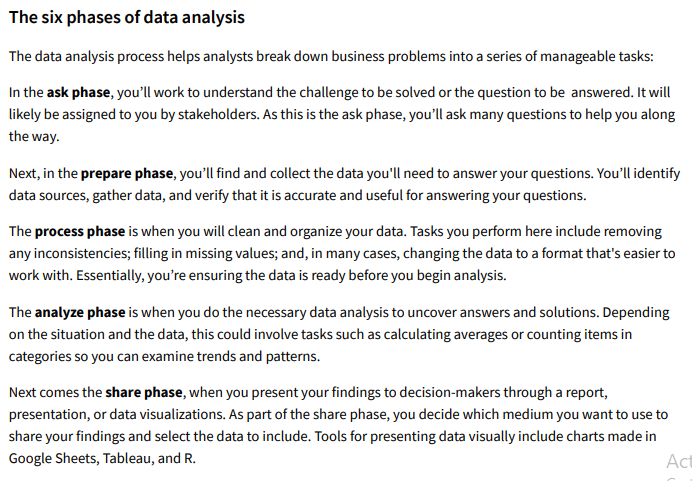 The six phases of data analysis
The data analysis process helps analysts break down business problems into a series of manageable tasks:
In the ask phase, you’ll work to understand the challenge to be solved or the question to be  answered. It will
likely be assigned to you by stakeholders. As this is the ask phase, you’ll ask many questions to help you along
the way.
Next, in the prepare phase, you’ll find and collect the data you'll need to answer your questions. You’ll identify
data sources, gather data, and verify that it is accurate and useful for answering your questions.
The process phase is when you will clean and organize your data. Tasks you perform here include removing
any inconsistencies; filling in missing values; and, in many cases, changing the data to a format that's easier to
work with. Essentially, you’re ensuring the data is ready before you begin analysis.
The analyze phase is when you do the necessary data analysis to uncover answers and solutions. Depending
on the situation and the data, this could involve tasks such as calculating averages or counting items in
categories so you can examine trends and patterns.
Next comes the share phase, when you present your findings to decision-makers through a report,
presentation, or data visualizations. As part of the share phase, you decide which medium you want to use to
share your findings and select the data to include. Tools for presenting data visually include charts made in
Google Sheets, Tableau, and R.
Act